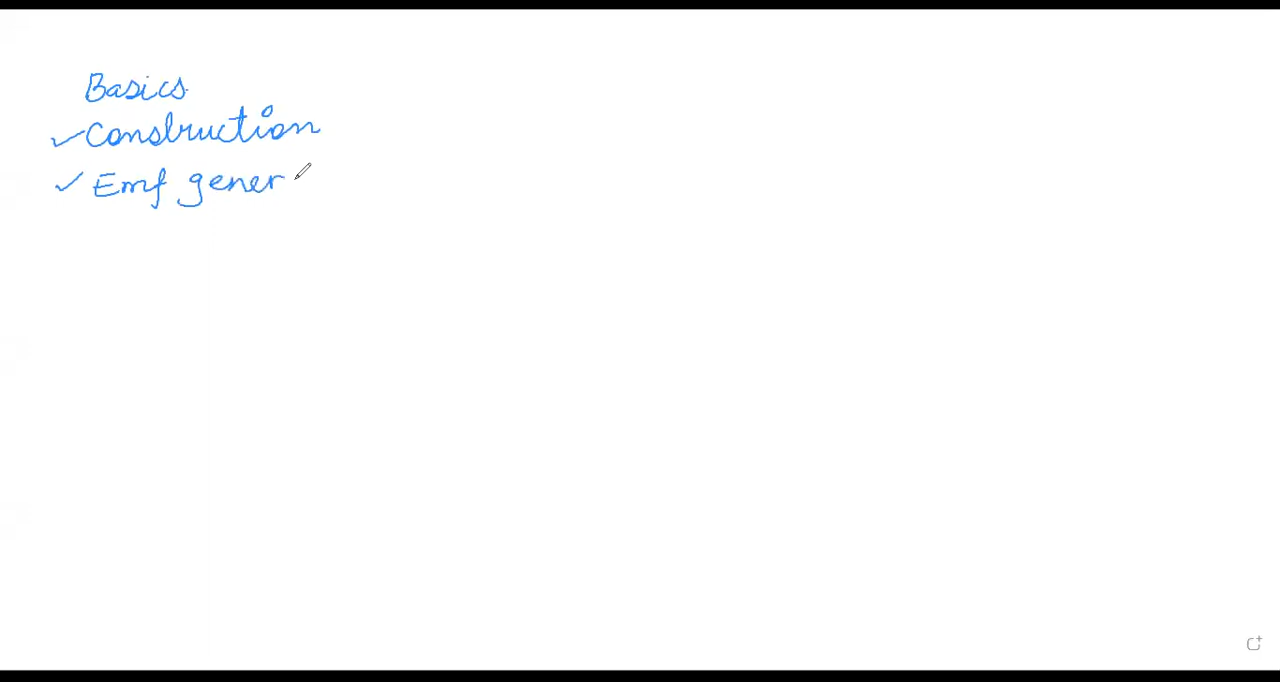 Basics
✓ Construction
✓ Emf gener